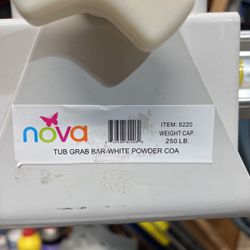 nova
ITEM: 8220
WEIGHT CAP.
250 LB.
TUB GRAB BAR-WHITE POWDER COA